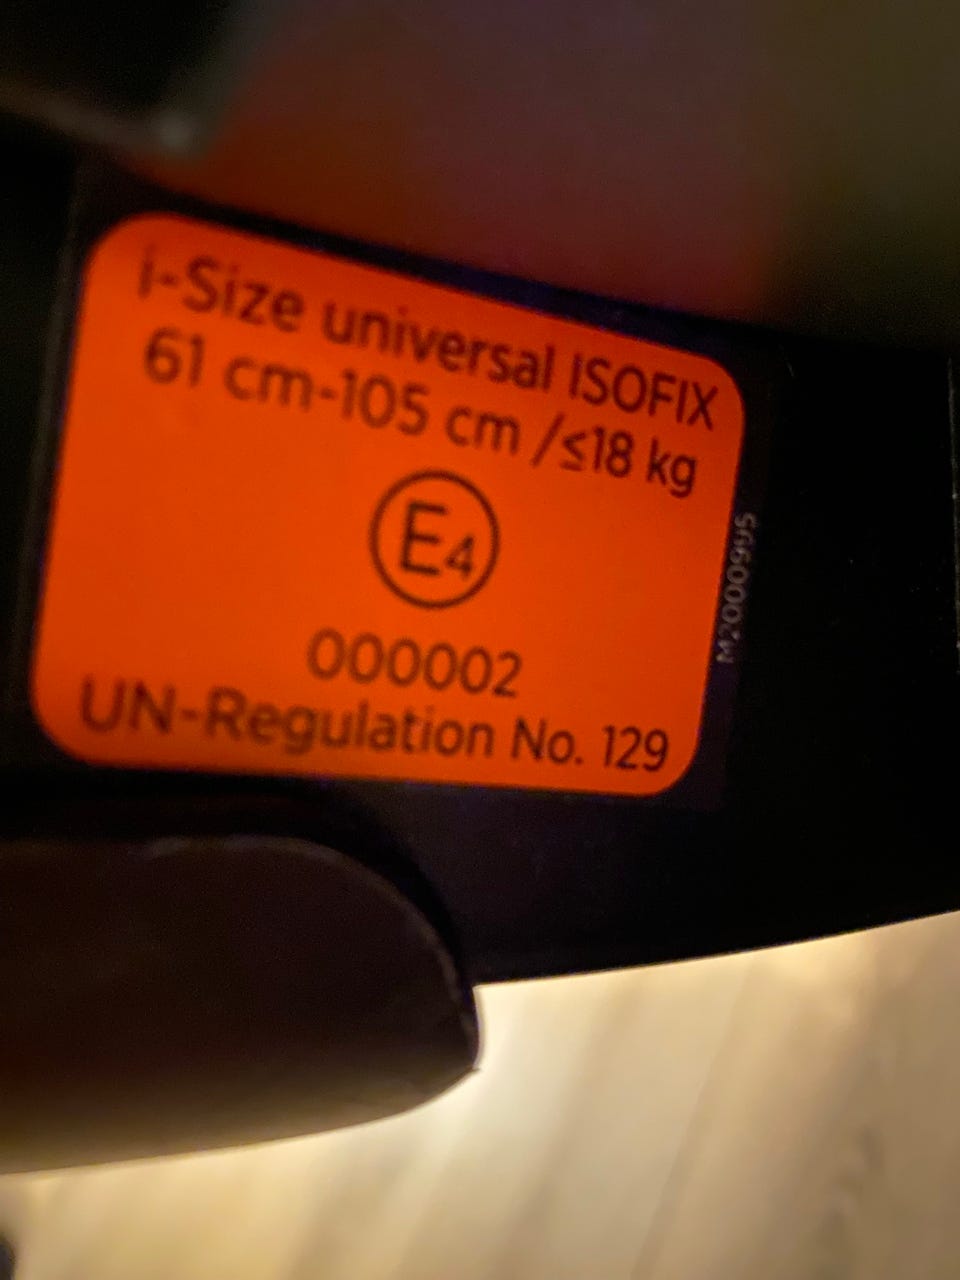 i-Size universal ISOFIX
61 cm-105 cm /≤18 kg
E4
000002
UN-Regulation No. 129